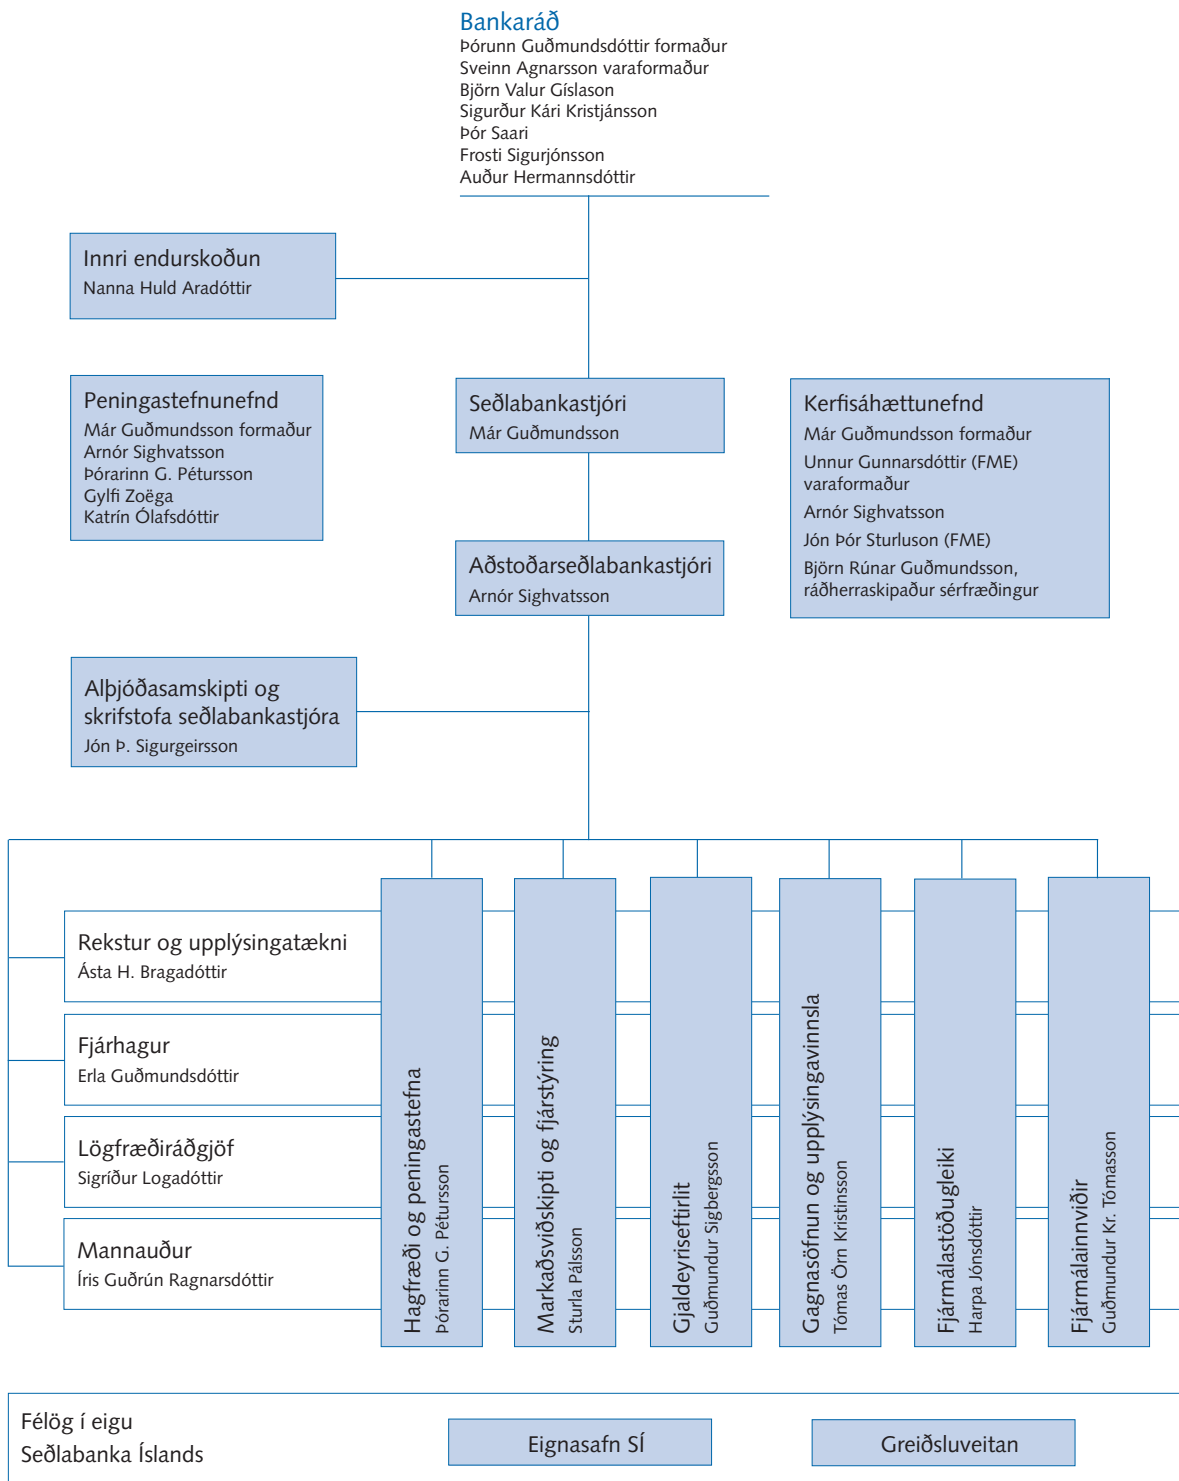 Bankaráð
Þórunn Guðmundsdóttir formaður
Sveinn Agnarsson varaformaður
Björn Valur Gíslason
Sigurður Kári Kristjánsson
Þór Saari
Frosti Sigurjónsson
Auður Hermannsdóttir
Innri endurskoðun
Nanna Huld Aradóttir
Peningastefnunefnd
Már Guðmundsson formaður
Arnór Sighvatsson
Þórarinn G. Pétursson
Gylfi Zoëga
Katrín Ólafsdóttir
Seðlabankastjóri
Már Guðmundsson
Kerfisáhættunefnd
Már Guðmundsson formaður
Unnur Gunnarsdóttir (FME)
varaformaður
Arnór Sighvatsson
Jón Þór Sturluson (FME)
Björn Rúnar Guðmundsson,
ráðherraskipaður sérfræðingur
Aðstoðarseðlabankastjóri
Arnór Sighvatsson
Alþjóðasamskipti og
skrifstofa seðlabankastjóra
Jón Þ. Sigurgeirsson
Rekstur og upplýsingatækni
Ásta H. Bragadóttir
Fjárhagur
Erla Guðmundsdóttir
Lögfræðiráðgjöf
Sigríður Logadóttir
Mannauður
Íris Guðrún Ragnarsdóttir
Hagfræði og peningastefna
Þórarinn G. Pétursson
Markaðsviðskipti og fjárstýring
Sturla Pálsson
Gjaldeyriseftirlit
Guðmundur Sigbergsson
Gagnasöfnun og upplýsingavinnsla
Tómas Örn Kristinsson
Fjármálastöðugleiki
Harpa Jónsdóttir
Fjármálainnviðir
Guðmundur Kr. Tómasson
Félög í eigu
Seðlabanka Íslands
Eignasafn SÍ
Greiðsluveitan